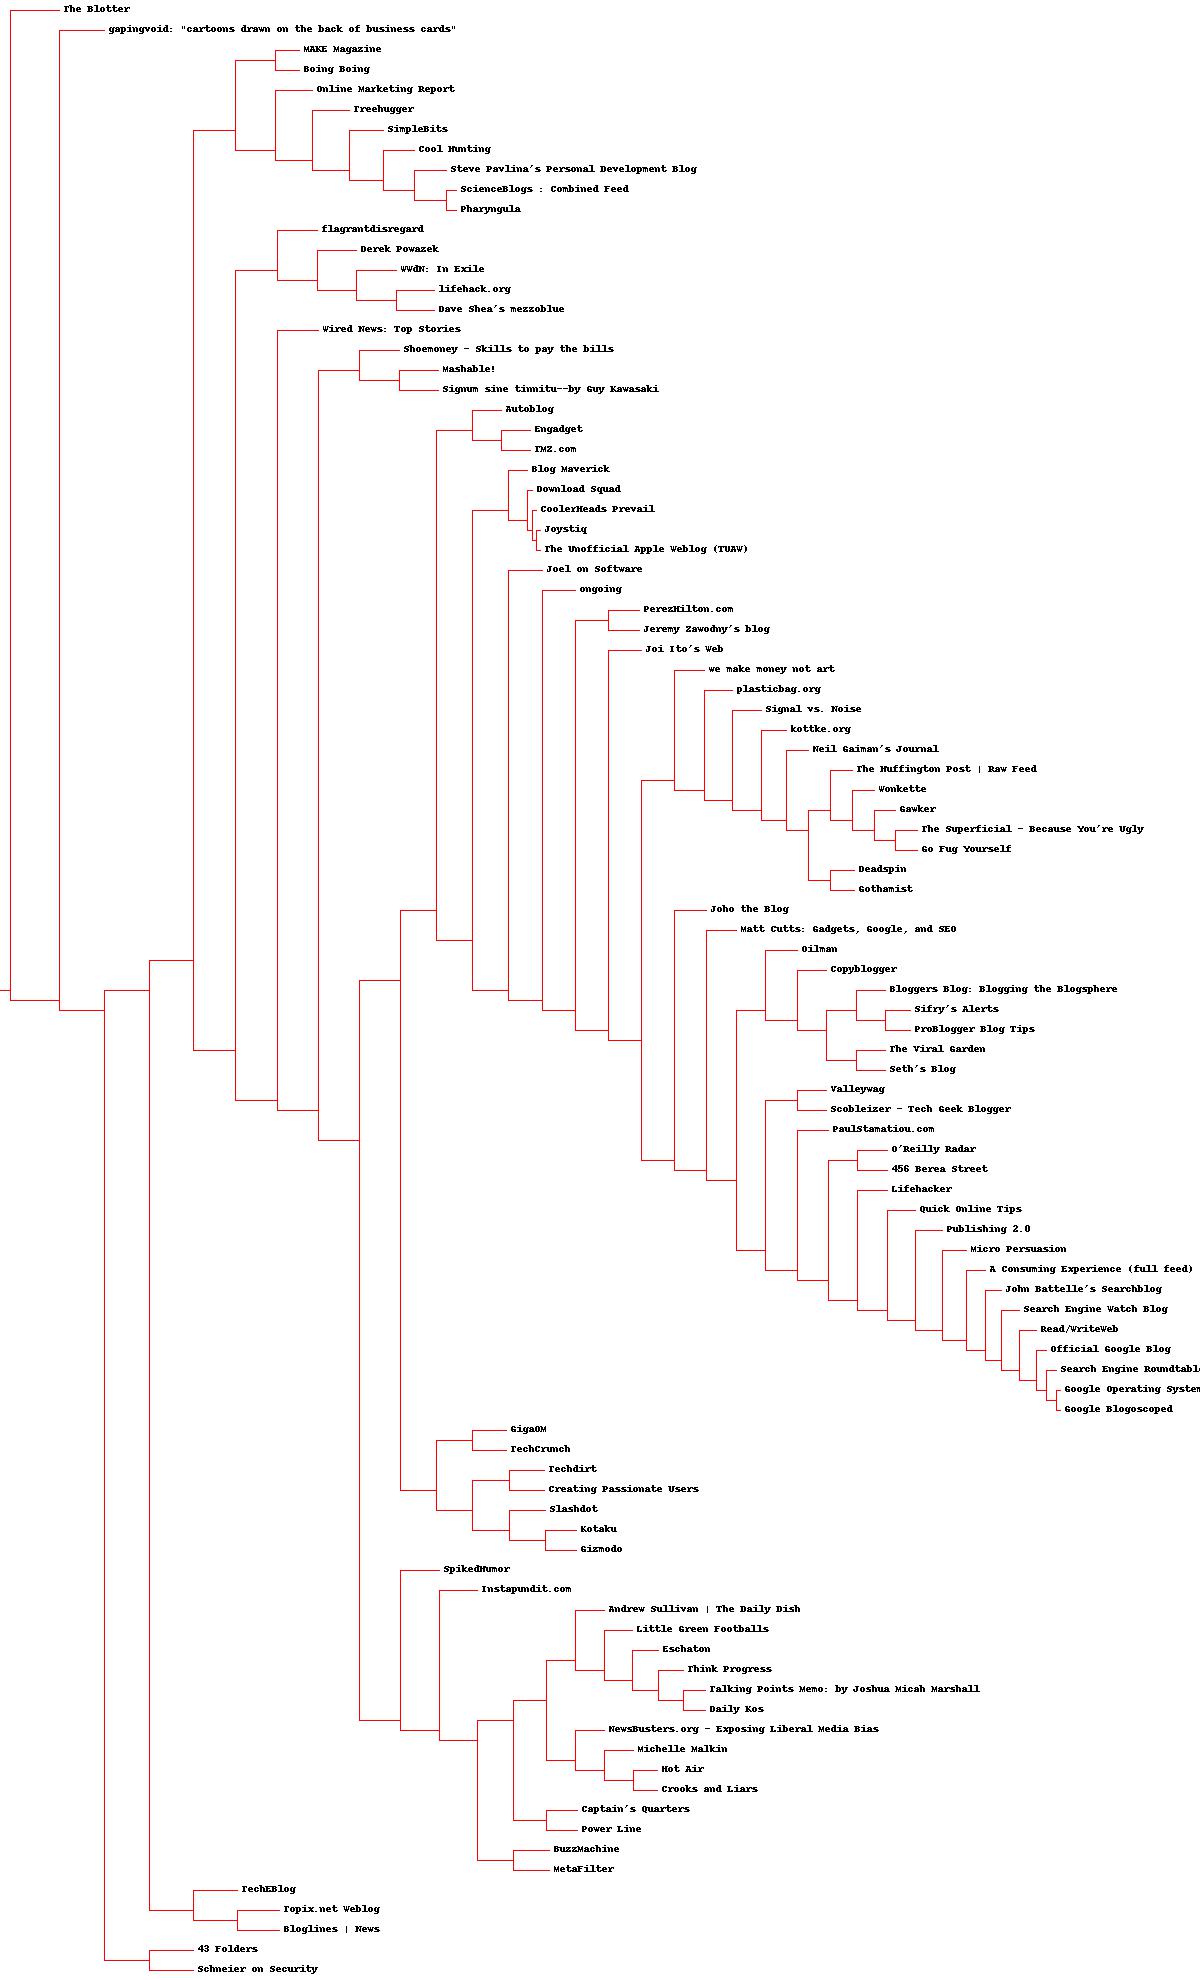 The Blotter
gapingvoid: "cartoons drawn on the back of business cards"
MAKE Magazine
Boing Boing
Online Marketing Report
Treehugger
SimpleBits
Cool Hunting
Steve Pavlina's Personal Development Blog
ScienceBlogs : Combined Feed
Pharyngula
flagrantdisregard
Derek Powazek
WWdN: In Exile
lifehack.org
Dave Shea's mezzoblue
Wired News: Top Stories
Shoemoney - Skills to pay the bills
Mashable!
Signum sine tinnitu--by Guy Kawasaki
Autoblog
Engadget
TMZ.com
Blog Maverick
Download Squad
CoolerHeads Prevail
Joystiq
The Unofficial Apple Weblog (TUAW)
Joel on Software
ongoing
PerezHilton.com
Jeremy Zawodny's blog
Joi Ito's Web
we make money not art
plasticbag.org
Signal vs. Noise
kottke.org
Neil Gaiman's Journal
The Huffington Post | Raw Feed
Wonkette
Gawker
The Superficial - Because You're Ugly
Go Fug Yourself
Deadspin
Gothamist
Joho the Blog
Matt Cutts: Gadgets, Google, and SEO
Oilman
Copyblogger
Bloggers Blog: Blogging the Blogsphere
Sifry's Alerts
ProBlogger Blog Tips
The Viral Garden
Seth's Blog
Valleywag
Scobleizer - Tech Geek Blogger
PaulStamatiou.com
O'Reilly Radar
456 Berea Street
Lifehacker
Quick Online Tips
Publishing 2.0
Micro Persuasion
A Consuming Experience (full feed)
John Battelle's Searchblog
Search Engine Watch Blog
Read/WriteWeb
Official Google Blog
Search Engine Roundtabl
Google Operating System
Google Blogoscoped
GigaOM
TechCrunch
Techdirt
Creating Passionate Users
Slashdot
Kotaku
Gizmodo
SpikedHumor
Instapundit.com
Andrew Sullivan | The Daily Dish
Little Green Footballs
Eschaton
Think Progress
Talking Points Memo: by Joshua Micah Marshall
Daily Kos
NewsBusters.org - Exposing Liberal Media Bias
Michelle Malkin
Hot Air
Crooks and Liars
Captain's Quarters
Power Line
BuzzMachine
MetaFilter
TechEBlog
Topix.net Weblog
Bloglines | News
43 Folders
Schneier on Security